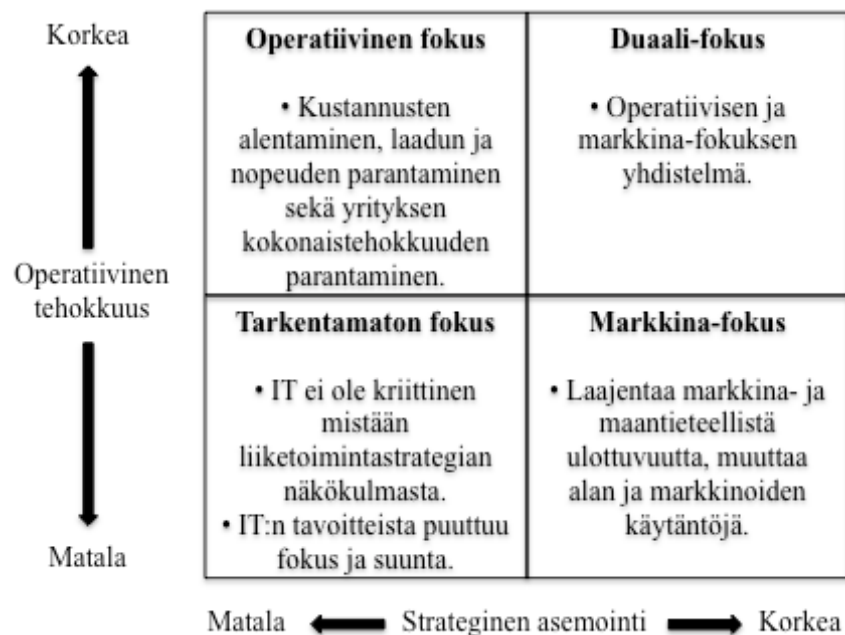 Korkea
Operatiivinen
tehokkuus
Matala
Operatiivinen fokus
• Kustannusten
alentaminen, laadun ja
nopeuden parantaminen
sekä yrityksen
kokonaistehokkuuden
parantaminen.
Duaali-fokus
• Operatiivisen ja
markkina-fokuksen
yhdistelmä.
Tarkentamaton fokus
• IT ei ole kriittinen
mistään
liiketoimintastrategian
näkökulmasta.
• IT:n tavoitteista puuttuu
fokus ja suunta.
Markkina-fokus
• Laajentaa markkina- ja
maantieteellistä
ulottuvuutta, muuttaa
alan ja markkinoiden
käytäntöjä.
Matala Strateginen asemointi Korkea